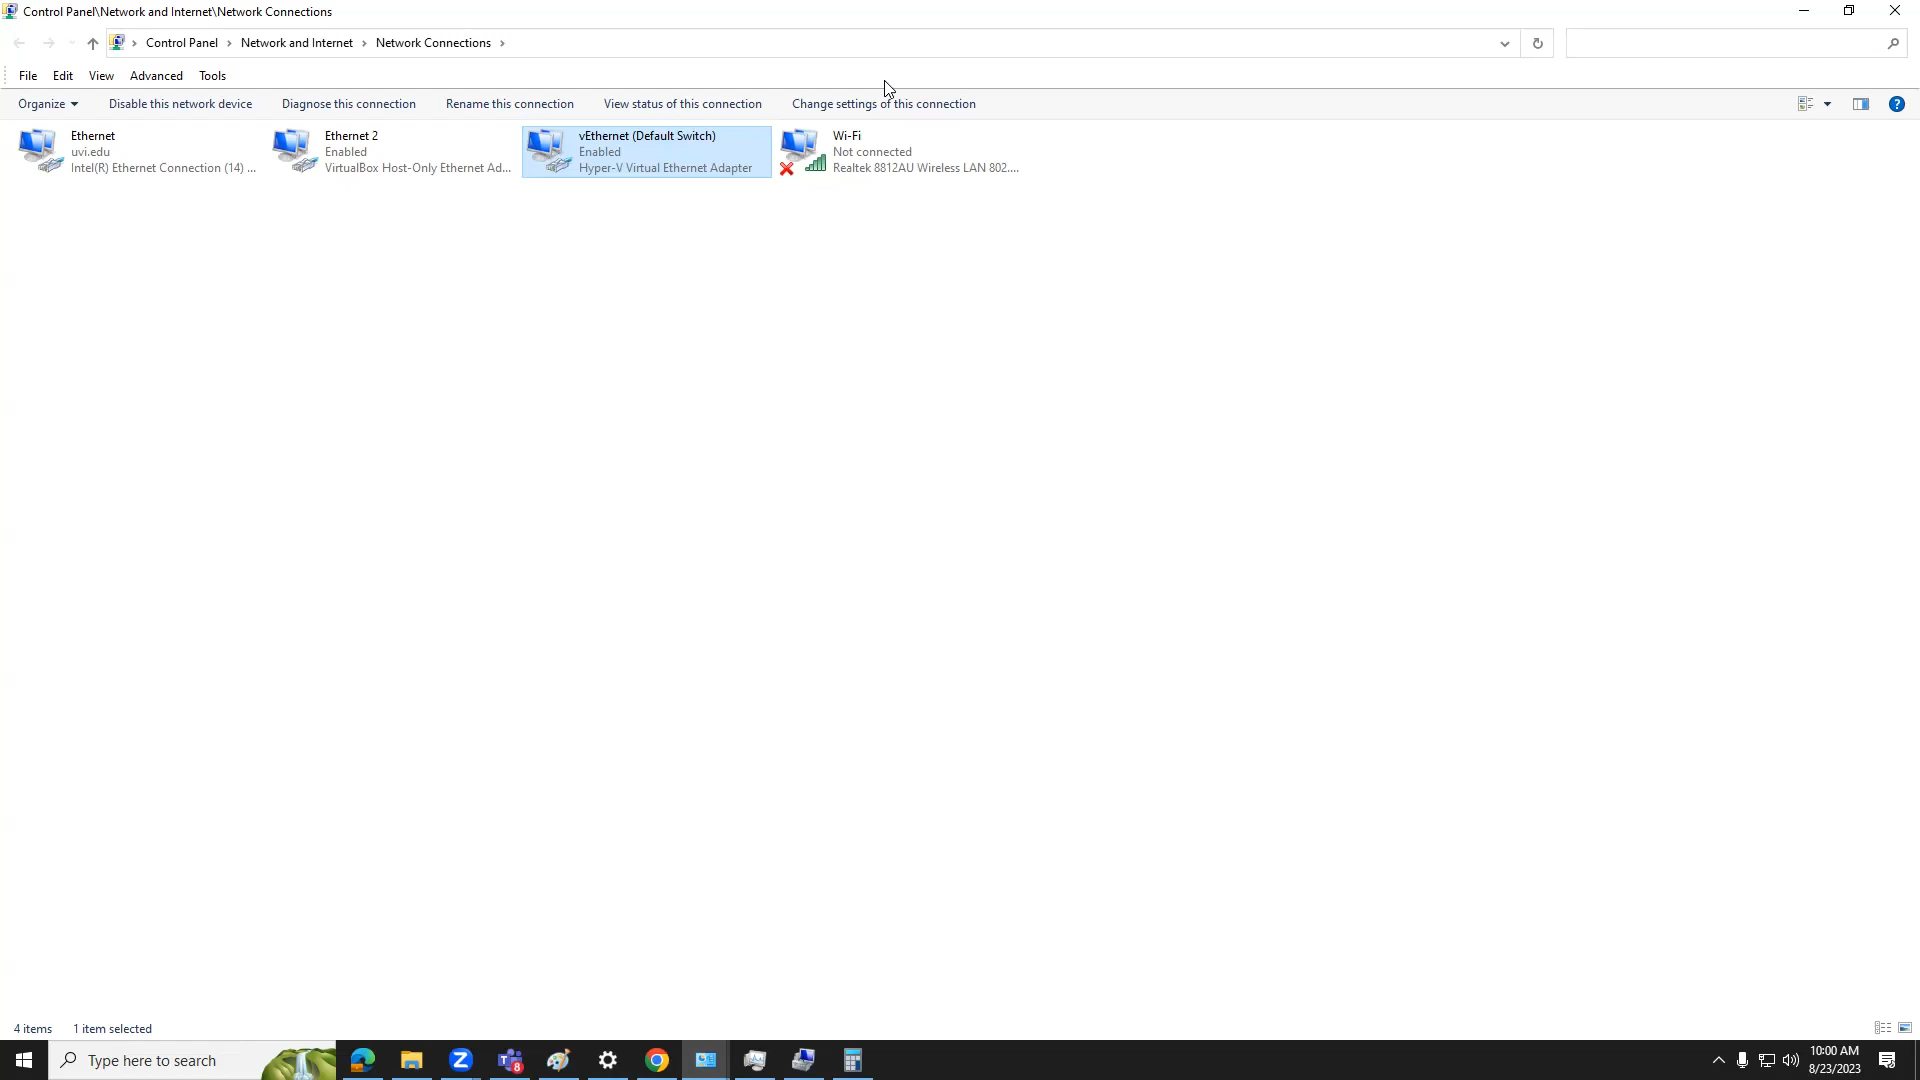 Control Panel\Network and Internet\Network Connections
Control Panel > Network and Internet > Network Connections >
File Edit View Advanced Tools
Organize Disable this network device Diagnose this connection Rename this connection View status of this connection Change settings of this connection
Ethernet
uvi.edu
Intel(R) Ethernet Connection (14) ...
Ethernet 2
Enabled
VirtualBox Host-Only Ethernet Ad...
vEthernet (Default Switch)
Enabled
Hyper-V Virtual Ethernet Adapter
Wi-Fi
Not connected
Realtek 8812AU Wireless LAN 802....
4 items 1 item selected
Type here to search
8
10:00 AM
8/23/2023